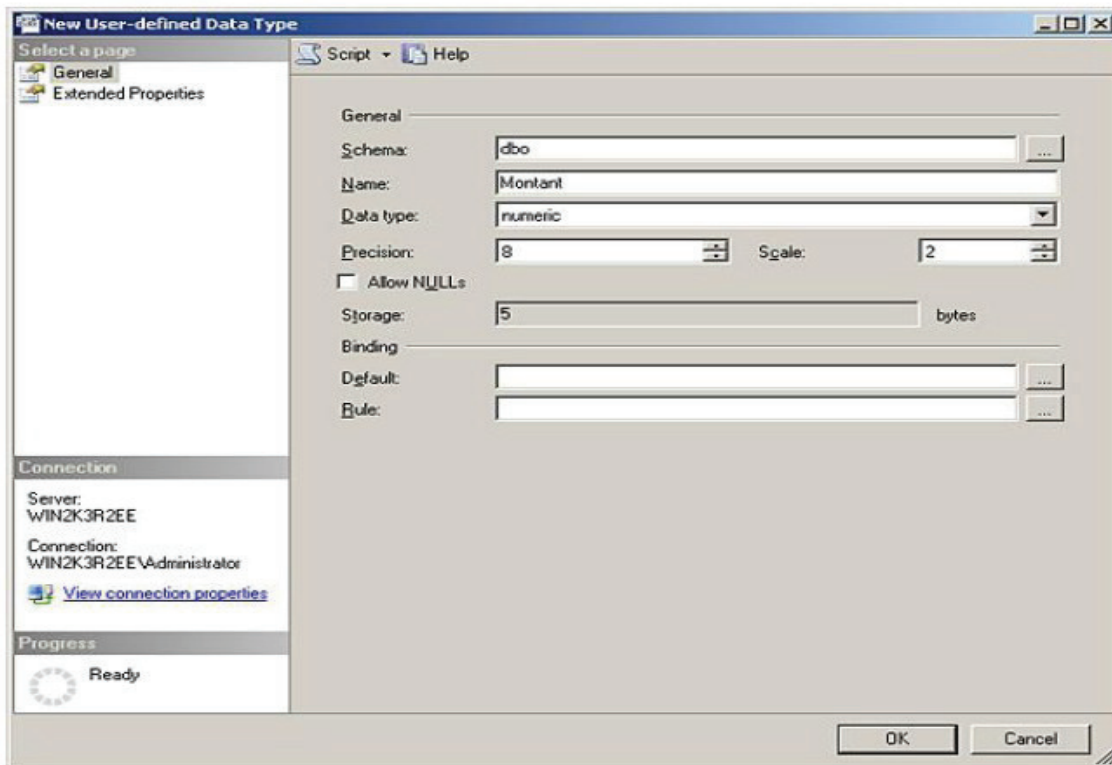 New User-defined Data Type
Select a page
General
Extended Properties
Script Help
General
Schema: dbo ...
Name: Montant
Data type: numeric
Precision: 8 Scale: 2
Allow NULLs
Storage: 5 bytes
Binding
Default: ...
Rule: ...
Connection
Server:
WIN2K3R2EE
Connection:
WIN2K3R2EE\Administrator
View connection properties
Progress
Ready
OK Cancel